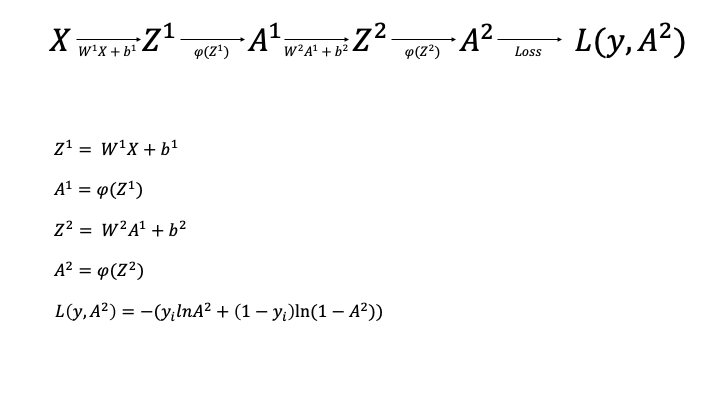 X W¹X + b¹ Z¹ φ(Z¹) A¹ W²A¹ + b² Z² φ(Z²) A² Loss L(y, A²)
Z¹ = W¹X + b¹
A¹ = φ(Z¹)
Z² = W²A¹ + b²
A² = φ(Z²)
L(y, A²) = −(yᵢlnA² + (1 − yᵢ)ln(1 − A²))